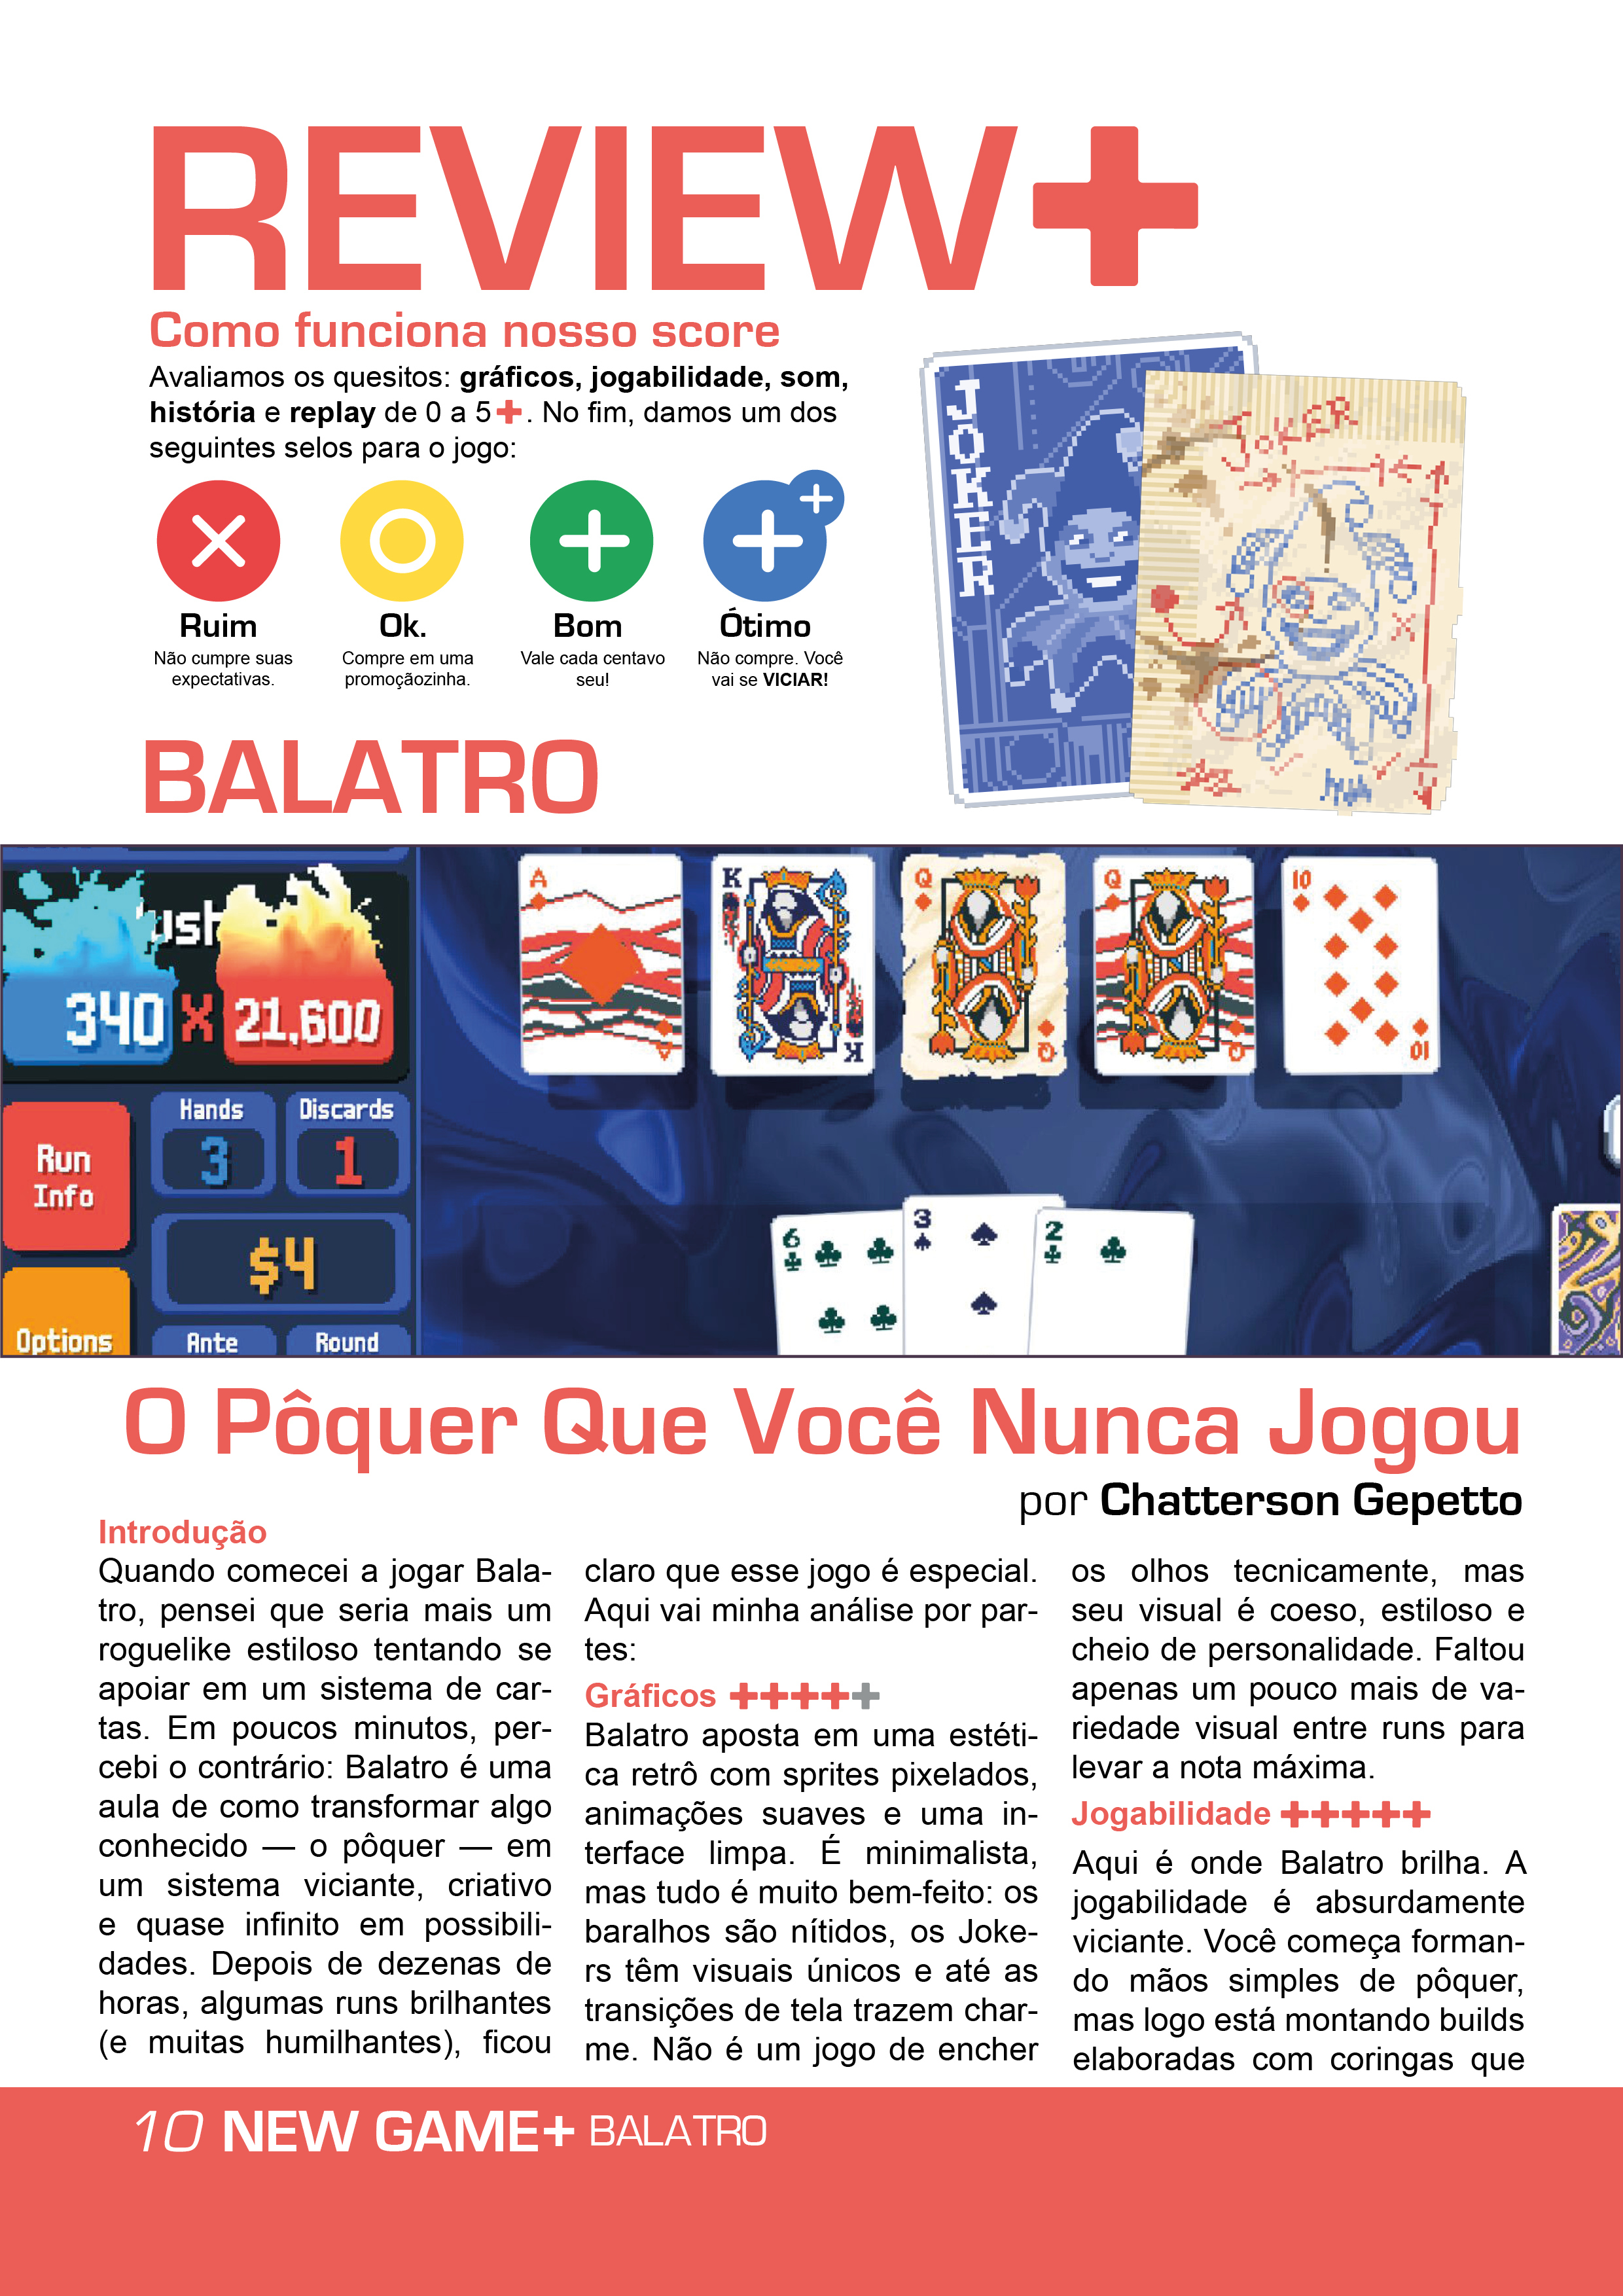 REVIEW+
Como funciona nosso score
Avaliamos os quesitos: gráficos, jogabilidade, som,
história e replay de 0 a 5 + . No fim, damos um dos
seguintes selos para o jogo:
Ruim
Não cumpre suas
expectativas.
Ok.
Compre em uma
promoçãozinha.
Bom
Vale cada centavo
seu!
Ótimo
Não compre. Você
vai se VICIAR!
JOKER
JOKER
BALATRO
ush
340 X 21,600
Hands
3
Discards
1
Run
Info
$4
Options
Ante
Round
A
A
K
K
Q
Q
Q
Q
10
10
6
3
2
O Pôquer Que Você Nunca Jogou
por Chatterson Gepetto
Introdução
Quando comecei a jogar Bala-
tro, pensei que seria mais um
roguelike estiloso tentando se
apoiar em um sistema de car-
tas. Em poucos minutos, per-
cebi o contrário: Balatro é uma
aula de como transformar algo
conhecido — o pôquer — em
um sistema viciante, criativo
e quase infinito em possibili-
dades. Depois de dezenas de
horas, algumas runs brilhantes
(e muitas humilhantes), ficou
claro que esse jogo é especial.
Aqui vai minha análise por par-
tes:
Gráficos +++++
Balatro aposta em uma estéti-
ca retrô com sprites pixelados,
animações suaves e uma in-
terface limpa. É minimalista,
mas tudo é muito bem-feito: os
baralhos são nítidos, os Joke-
rs têm visuais únicos e até as
transições de tela trazem char-
me. Não é um jogo de encher
os olhos tecnicamente, mas
seu visual é coeso, estiloso e
cheio de personalidade. Faltou
apenas um pouco mais de va-
riedade visual entre runs para
levar a nota máxima.
Jogabilidade +++++
Aqui é onde Balatro brilha. A
jogabilidade é absurdamente
viciante. Você começa forman-
do mãos simples de pôquer,
mas logo está montando builds
elaboradas com coringas que
10 NEW GAME+ BALATRO